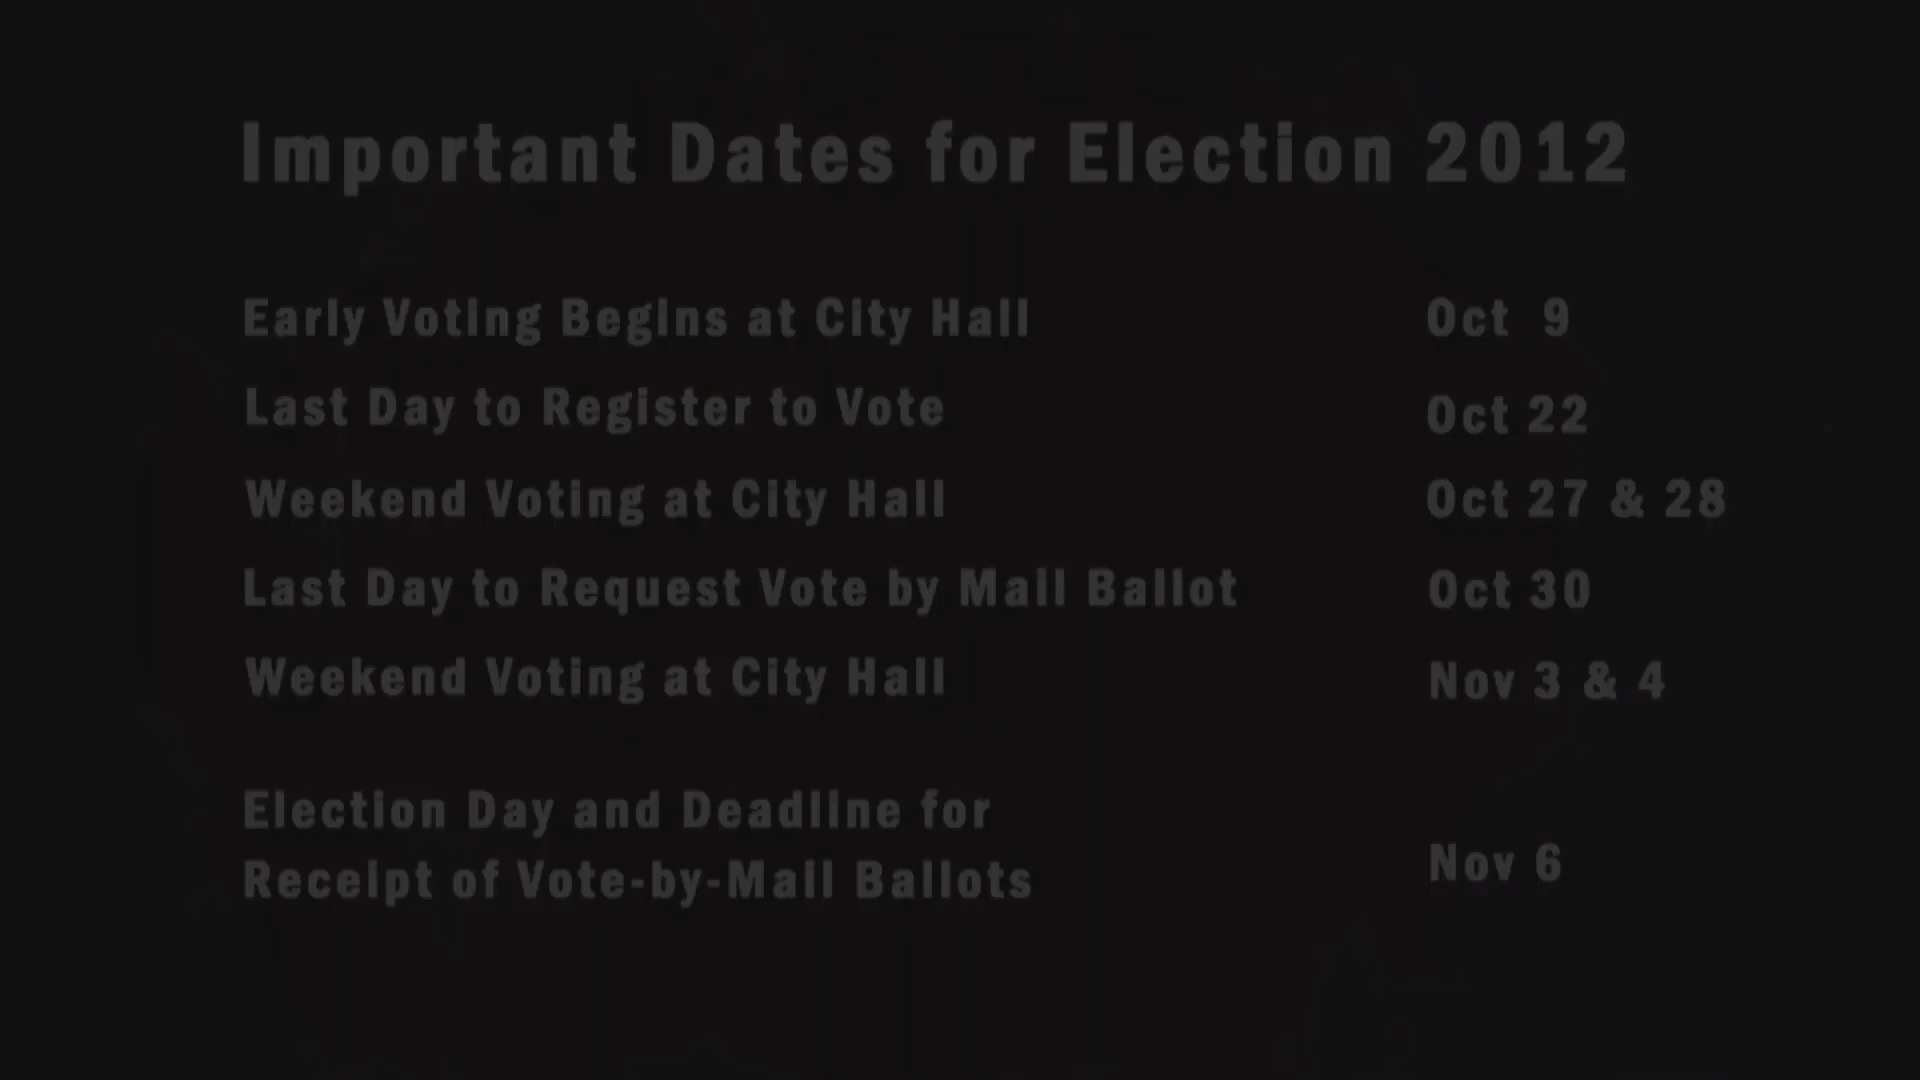 Important Dates for Election 2012
Early Voting Begins at City Hall Oct 9
Last Day to Register to Vote Oct 22
Weekend Voting at City Hall Oct 27 & 28
Last Day to Request Vote by Mail Ballot Oct 30
Weekend Voting at City Hall Nov 3 & 4
Election Day and Deadline for
Receipt of Vote-by-Mail Ballots Nov 6